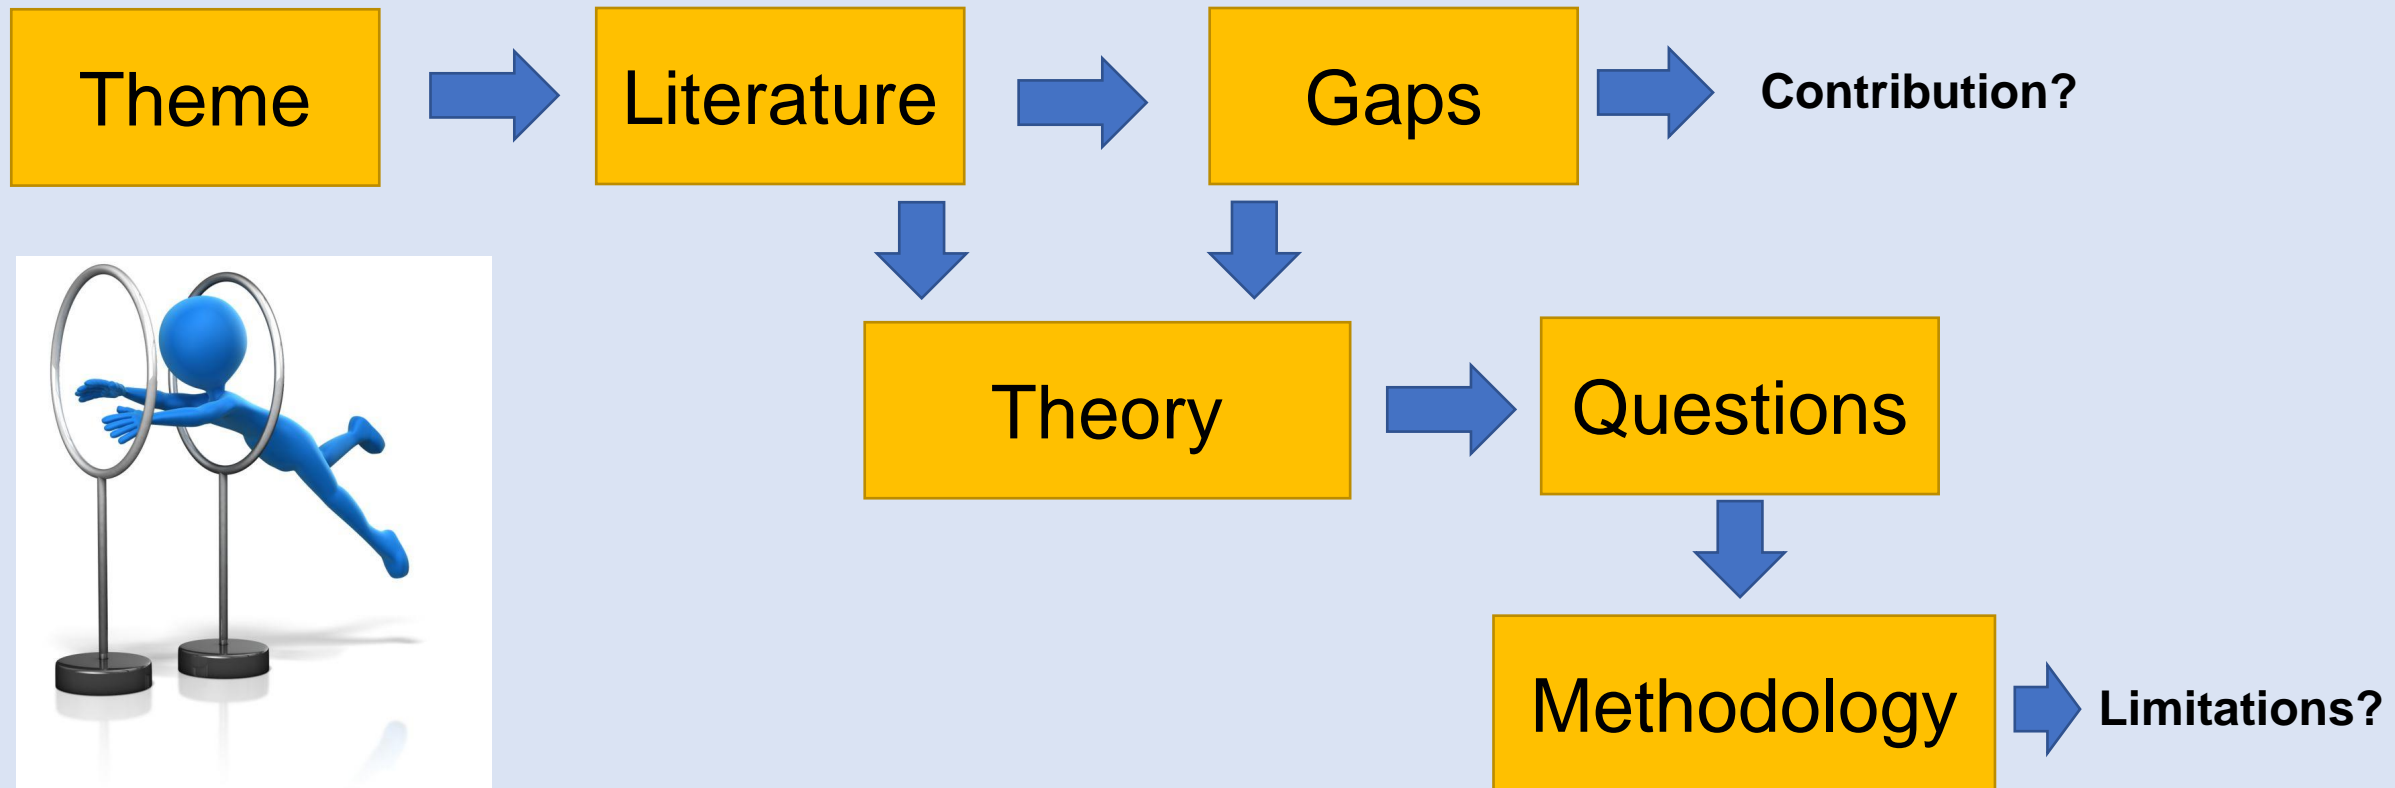 Theme
Literature
Gaps
Contribution?
Theory
Questions
Methodology
Limitations?